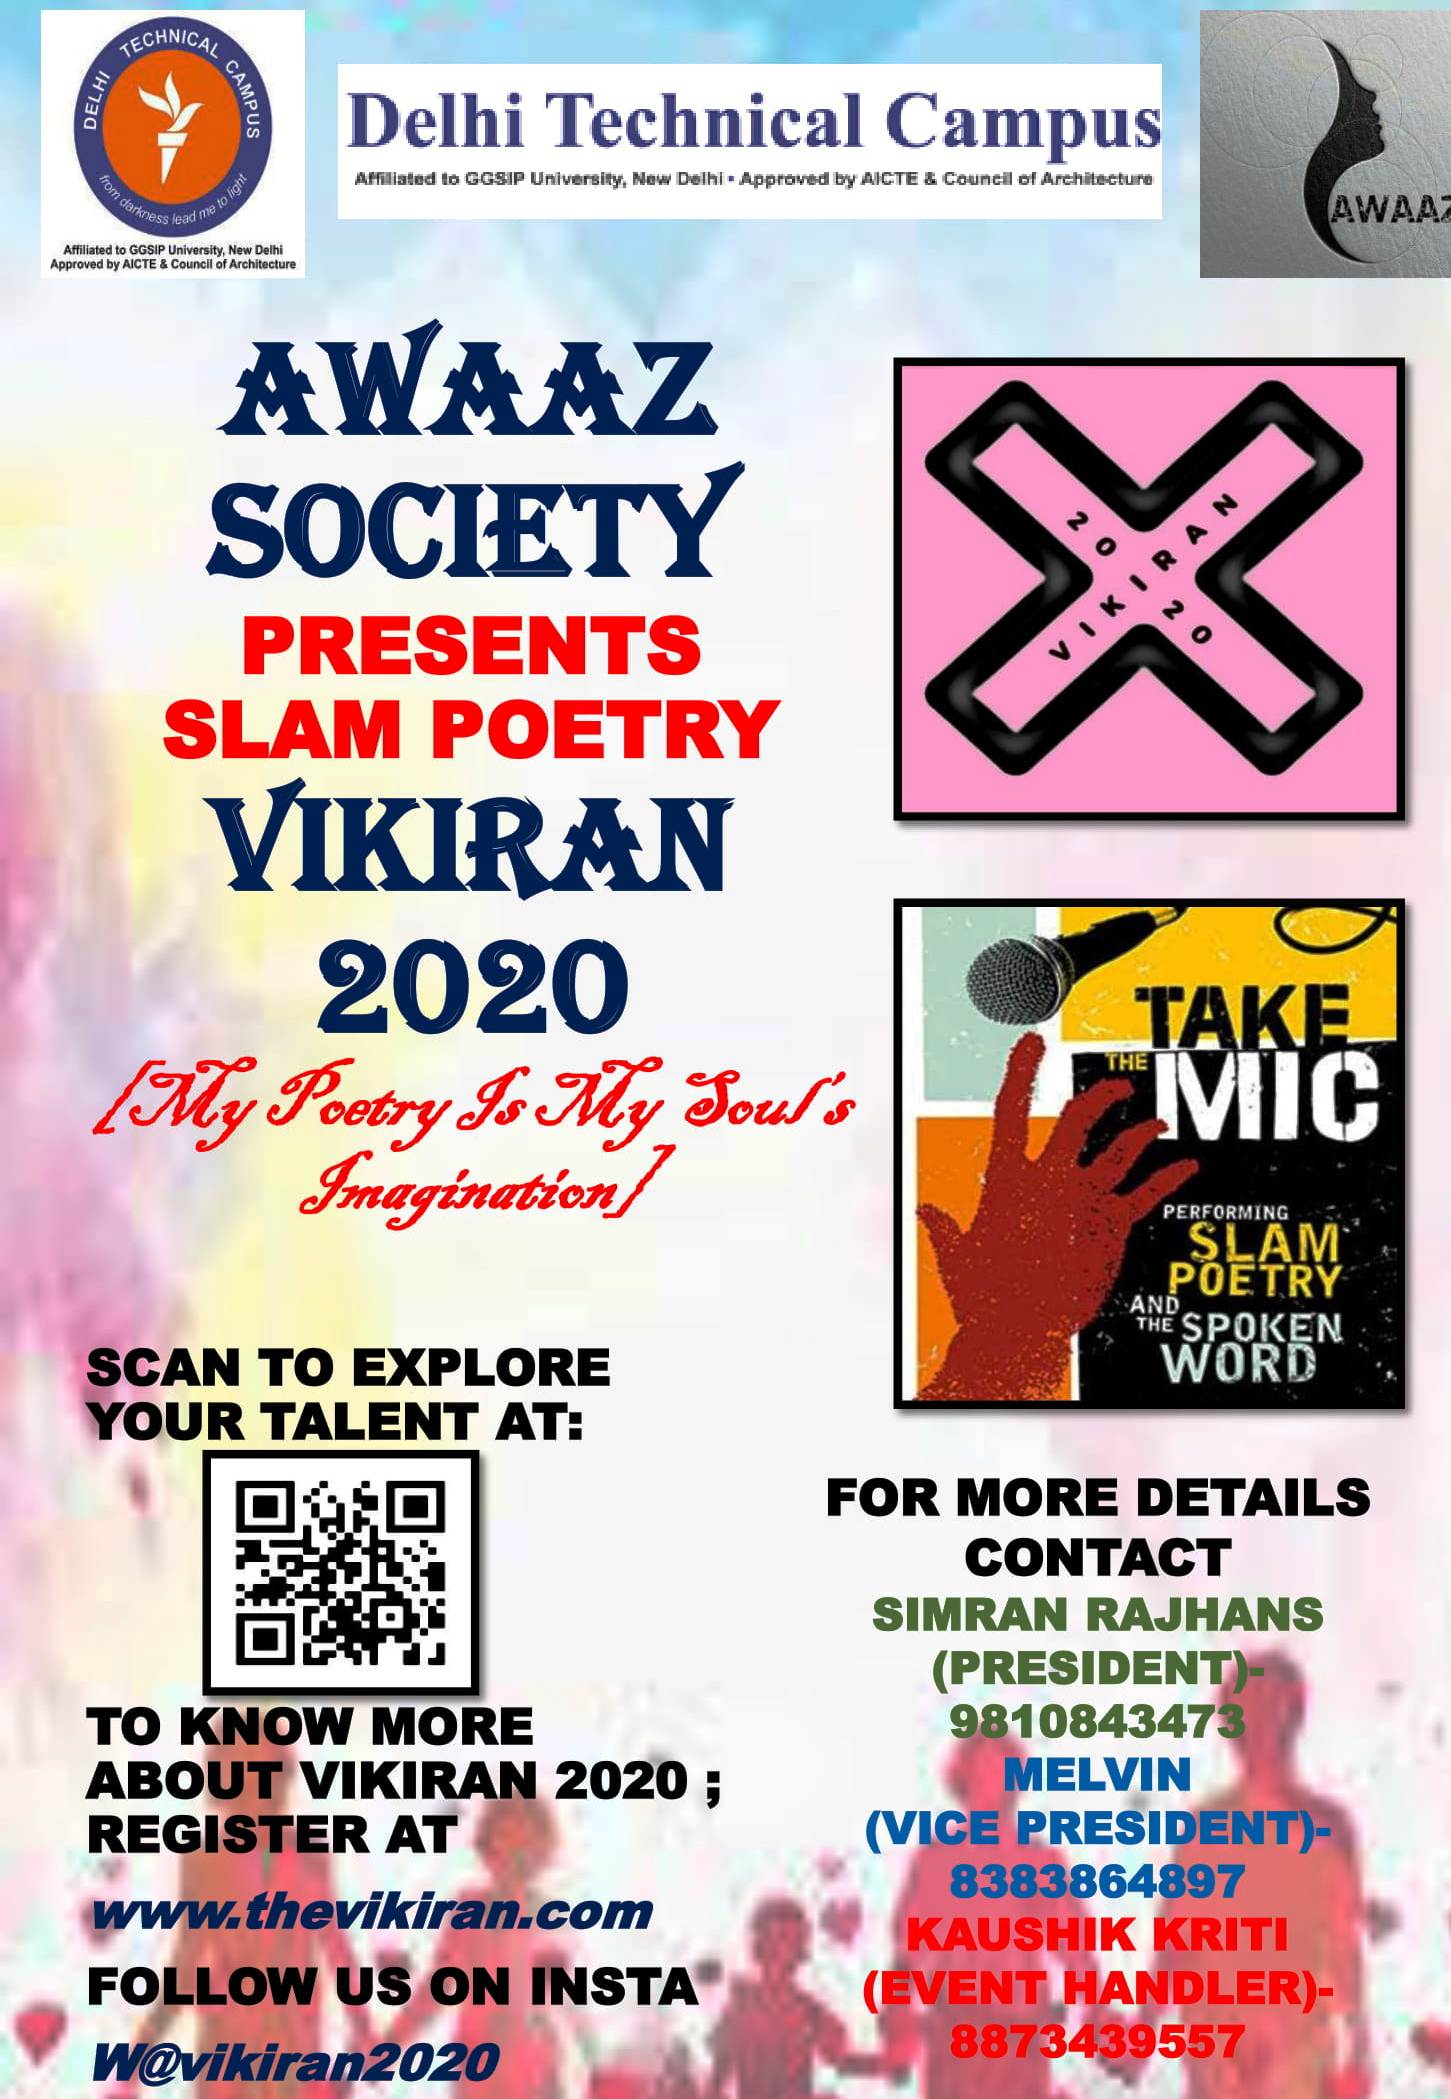 DELHI TECHNICAL CAMPUS
from darkness lead me to light
Affiliated to GGSIP University, New Delhi
Approved by AICTE & Council of Architecture
Delhi Technical Campus
Affiliated to GGSIP University, New Delhi • Approved by AICTE & Council of Architecture
AWAAZ
AWAAZ
SOCIETY
PRESENTS
SLAM POETRY
VIKIRAN
2020
[My Poetry Is My Soul's
Imagination]
20 20
VIKIRAN
TAKE
THE MIC
PERFORMING
SLAM
POETRY
AND
THE SPOKEN
WORD
SCAN TO EXPLORE
YOUR TALENT AT:
TO KNOW MORE
ABOUT VIKIRAN 2020 ;
REGISTER AT
www.thevikiran.com
FOLLOW US ON INSTA
W@vikiran2020
FOR MORE DETAILS
CONTACT
SIMRAN RAJHANS
(PRESIDENT)-
9810843473
MELVIN
(VICE PRESIDENT)-
8383864897
KAUSHIK KRITI
(EVENT HANDLER)-
8873439557